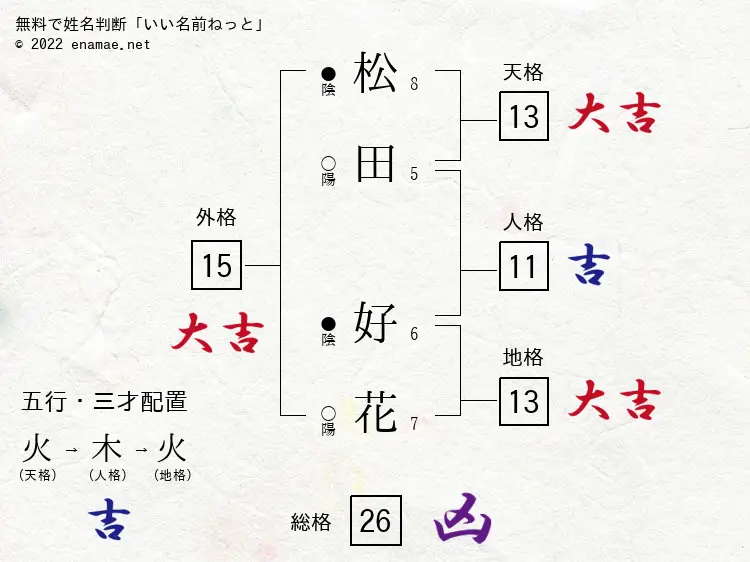 無料で姓名判断「いい名前ねっと」
© 2022 enamae.net
天格
13 大吉
●陰 松 8
○陽 田 5
外格
15
大吉
人格
11 吉
●陰 好 6
○陽 花 7
地格
13 大吉
五行・三才配置
火 → 木 → 火
(天格) (人格) (地格)
吉
総格 26 凶